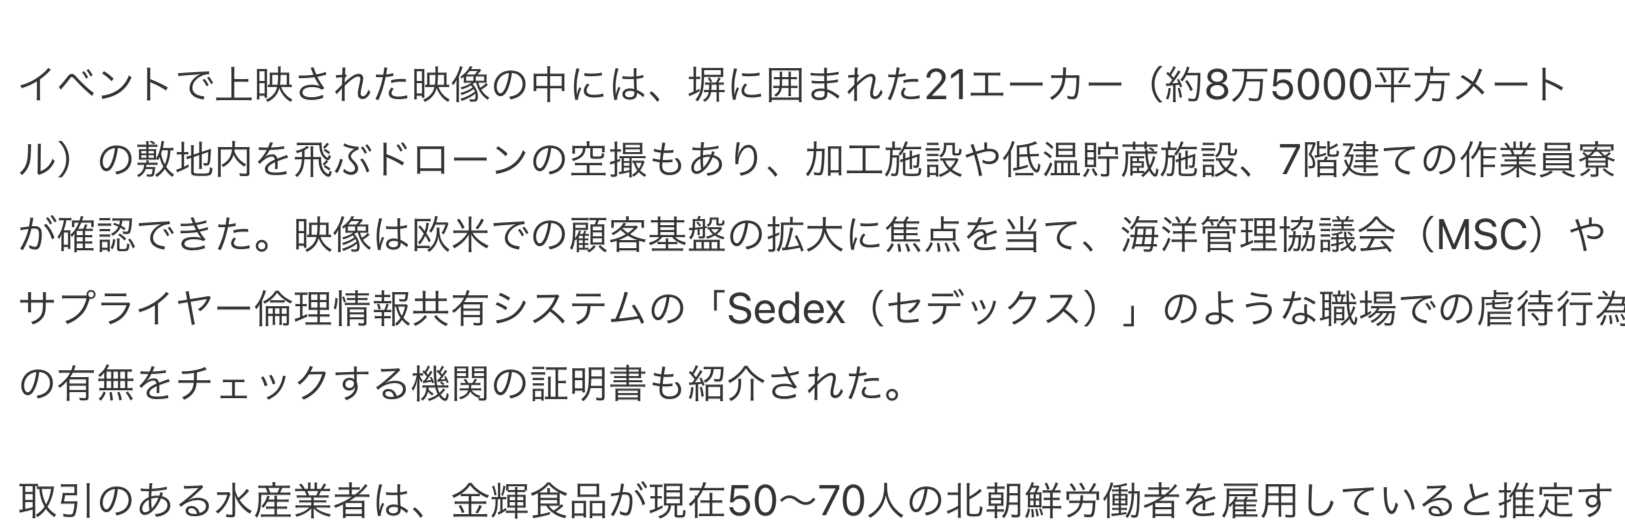 イベントで上映された映像の中には、塀に囲まれた21エーカー（約8万5000平方メート
ル）の敷地内を飛ぶドローンの空撮もあり、加工施設や低温貯蔵施設、7階建ての作業員寮
が確認できた。映像は欧米での顧客基盤の拡大に焦点を当て、海洋管理協議会（MSC）や
サプライヤー倫理情報共有システムの「Sedex（セデックス）」のような職場での虐待行為
の有無をチェックする機関の証明書も紹介された。
取引のある水産業者は、金輝食品が現在50〜70人の北朝鮮労働者を雇用していると推定す